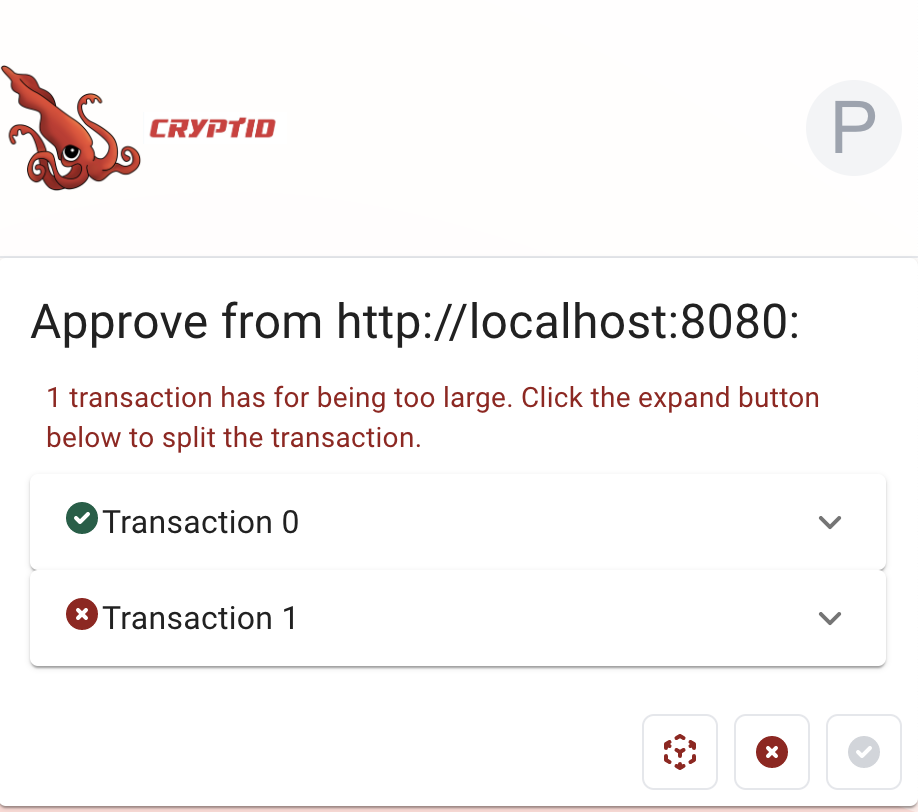 CRYPTID
P
Approve from http://localhost:8080:
1 transaction has for being too large. Click the expand button
below to split the transaction.
Transaction 0
Transaction 1